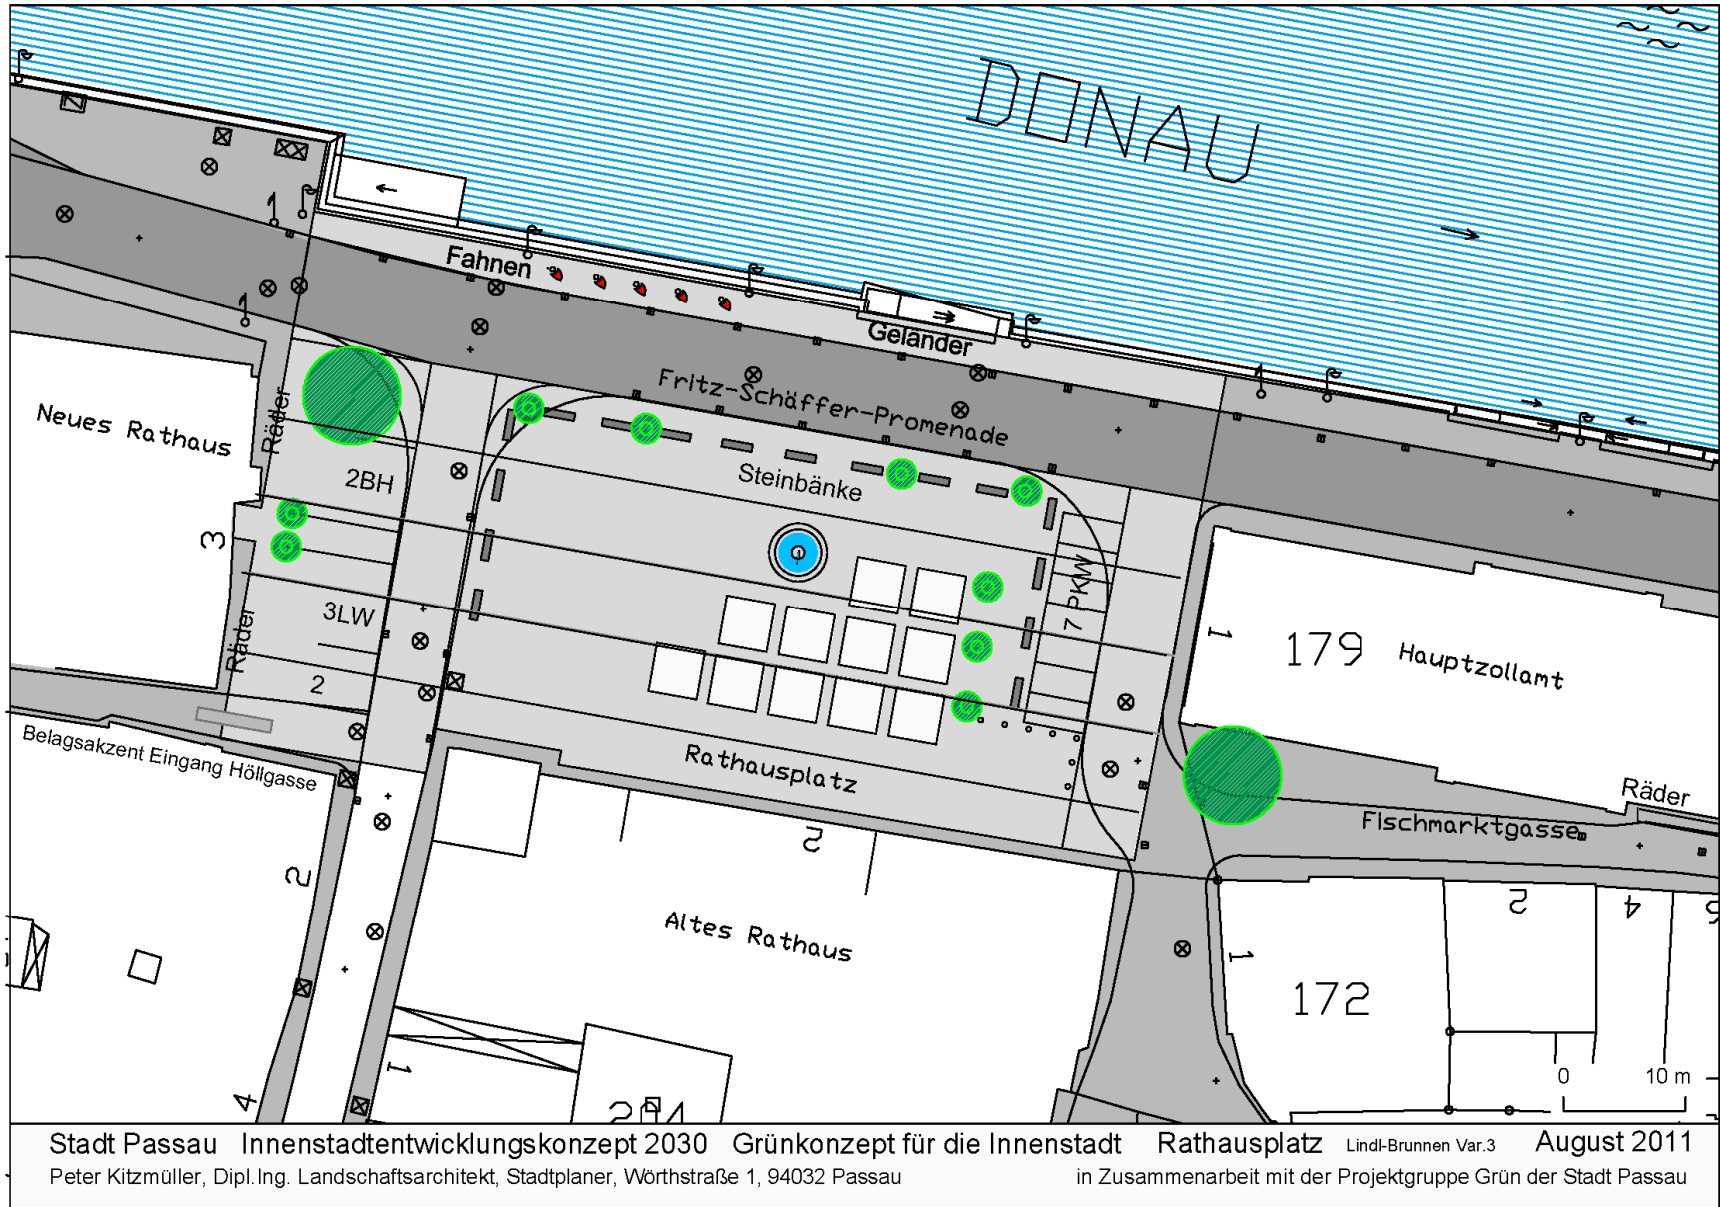 DONAU
Fahnen
Geländer
Fritz-Schäffer-Promenade
Räder
Neues Rathaus
2BH
Steinbänke
3
7 PKW
3LW
Räder
2
1
179
Hauptzollamt
Belagsakzent Eingang Höllgasse
Rathausplatz
Räder
Fischmarktgasse
2
2
Altes Rathaus
2
4
1
172
1
4
0 10 m
Stadt Passau Innenstadtentwicklungskonzept 2030 Grünkonzept für die Innenstadt Rathausplatz Lindl-Brunnen Var.3 August 2011
Peter Kitzmüller, Dipl.Ing. Landschaftsarchitekt, Stadtplaner, Wörthstraße 1, 94032 Passau in Zusammenarbeit mit der Projektgruppe Grün der Stadt Passau